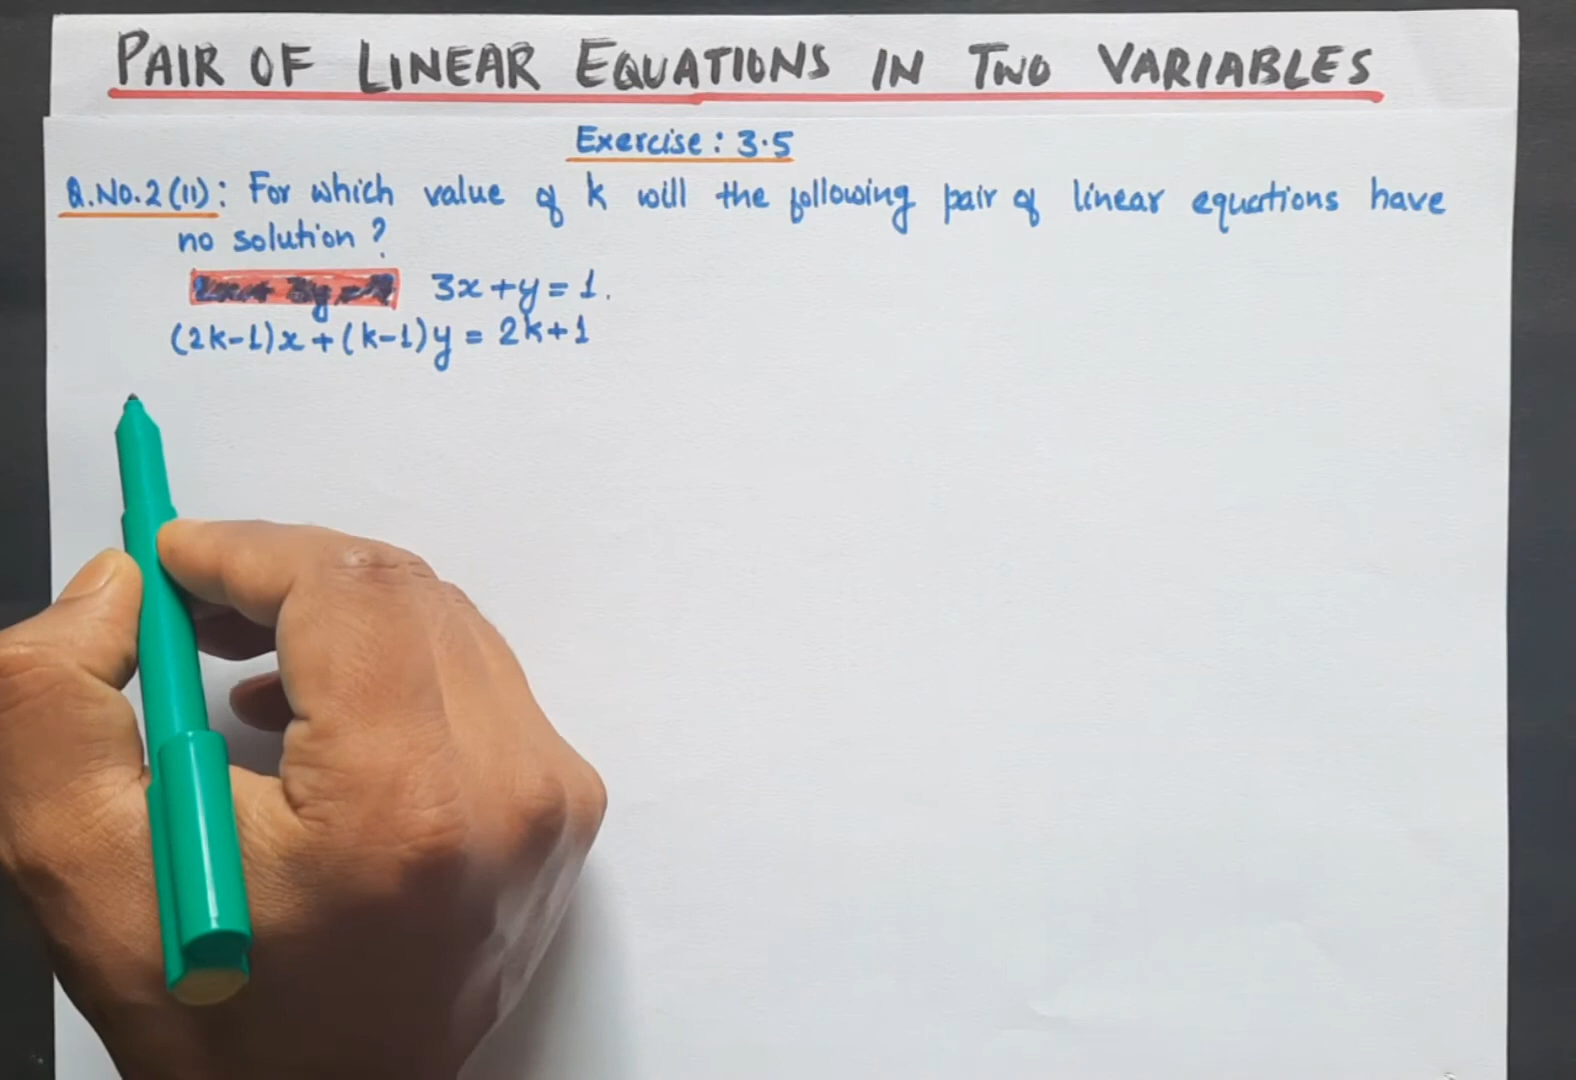 PAIR OF LINEAR EQUATIONS IN TWO VARIABLES
Exercise : 3.5
Q.No.2(11) : For which value of k will the following pair of linear equations have
no solution ?
3x + y = 1.
(2k-1)x + (k-1)y = 2k+1